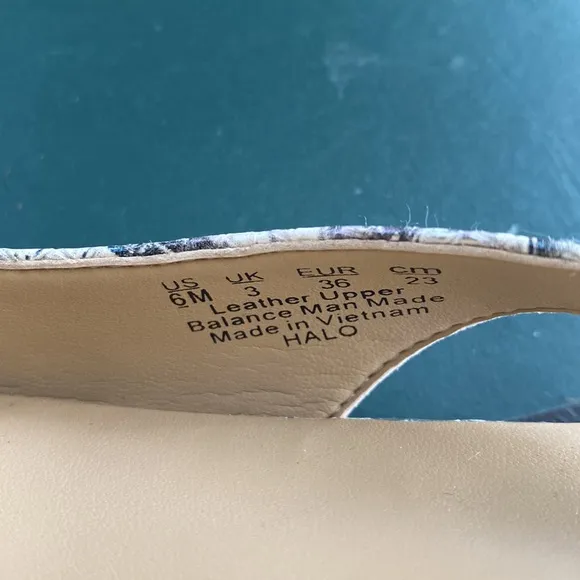 US UK EUR cm
6M 3 36 23
Leather Upper
Balance Man Made
Made in Vietnam
HALO